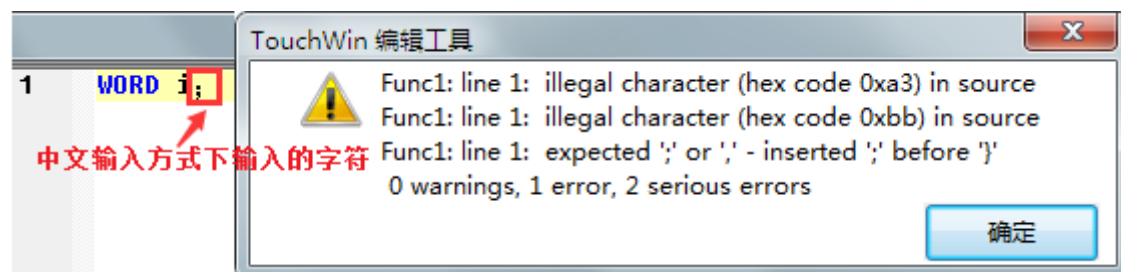 TouchWin 编辑工具
x
1 WORD i；
中文输入方式下输入的字符
Func1: line 1: illegal character (hex code 0xa3) in source
Func1: line 1: illegal character (hex code 0xbb) in source
Func1: line 1: expected ';' or ',' - inserted ';' before '}'
0 warnings, 1 error, 2 serious errors
确定